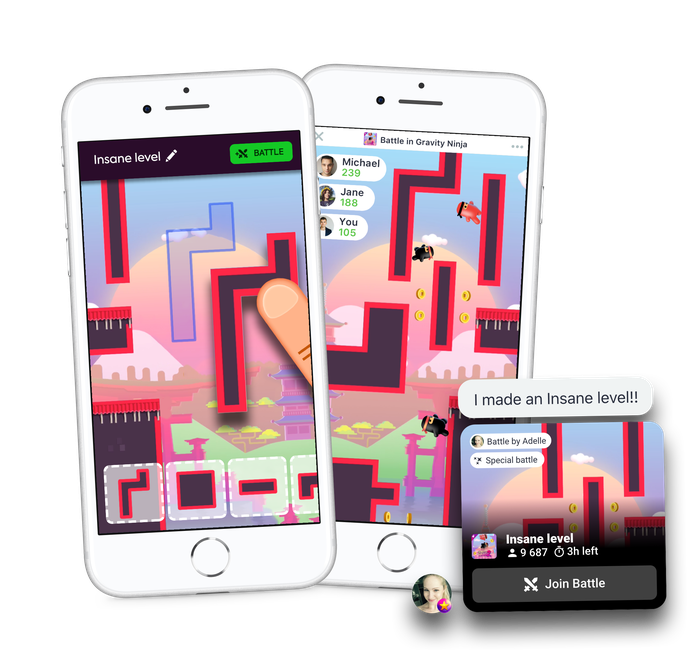 Insane level
BATTLE
Battle in Gravity Ninja
Michael
239
Jane
188
You
105
I made an Insane level!!
Battle by Adelle
Special battle
Insane level
9 687 3h left
Join Battle